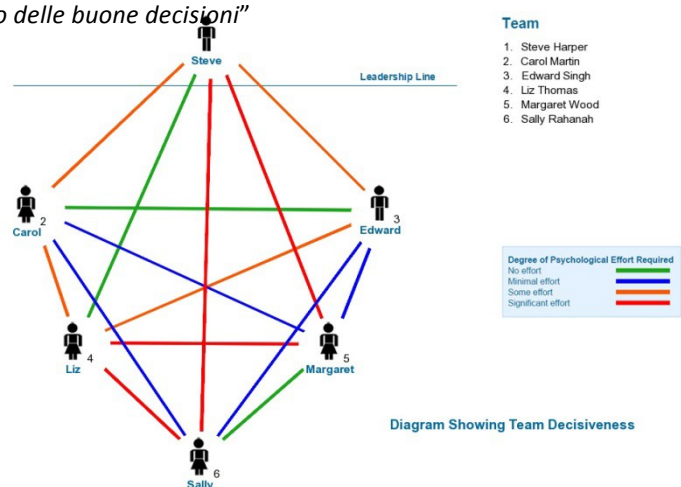 o delle buone decisioni”
Steve
Leadership Line
Team
1. Steve Harper
2. Carol Martin
3. Edward Singh
4. Liz Thomas
5. Margaret Wood
6. Sally Rahanah
2
Carol
3
Edward
Degree of Psychological Effort Required
No effort
Minimal effort
Some effort
Significant effort
4
Liz
5
Margaret
Diagram Showing Team Decisiveness
6
Sally